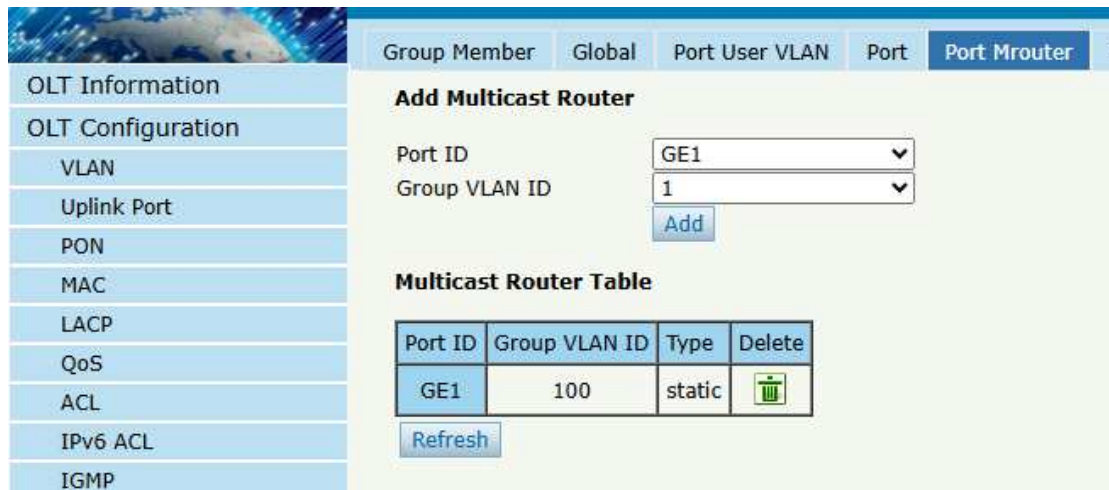 Group Member Global Port User VLAN Port Port Mrouter
OLT Information
OLT Configuration
VLAN
Uplink Port
PON
MAC
LACP
QoS
ACL
IPv6 ACL
IGMP
Add Multicast Router
Port ID GE1
Group VLAN ID 1
Add
Multicast Router Table
Port ID Group VLAN ID Type Delete
GE1 100 static
Refresh